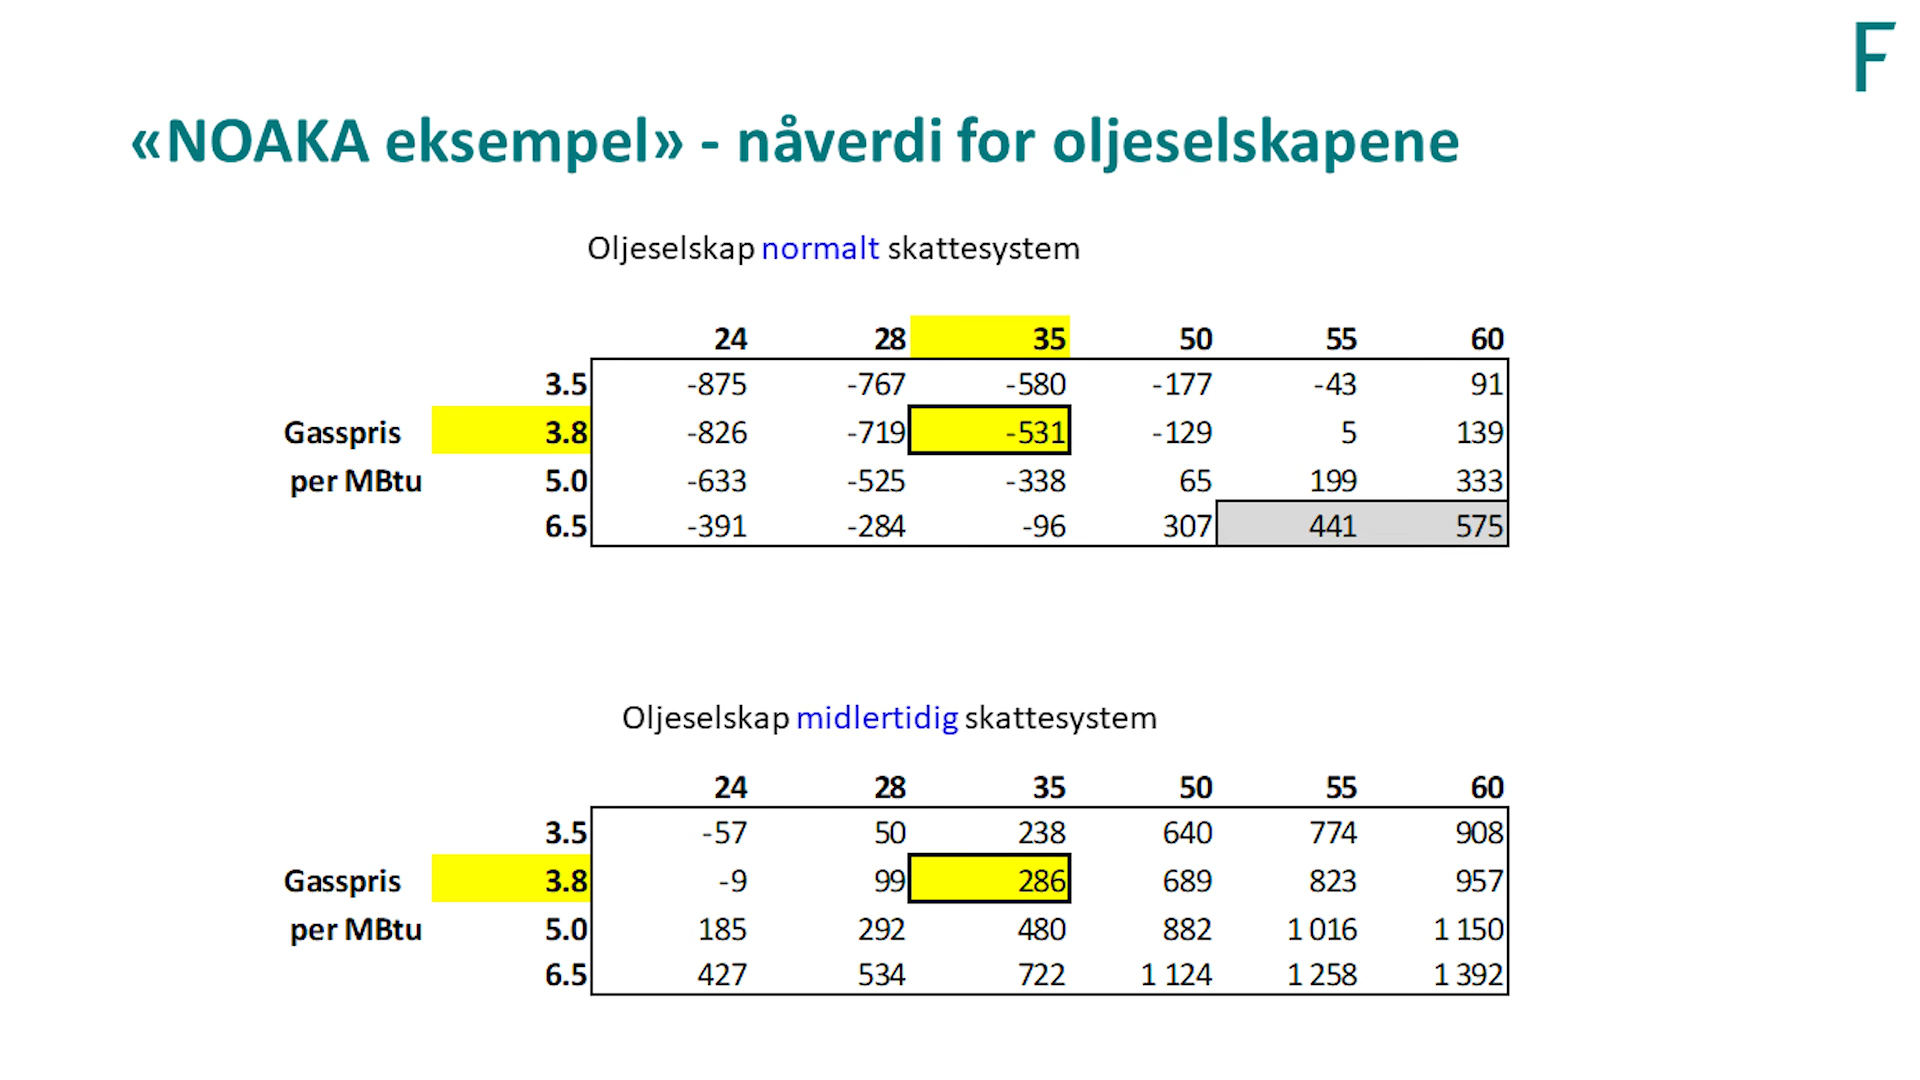 F
«NOAKA eksempel» - nåverdi for oljeselskapene
Oljeselskap normalt skattesystem
24 28 35 50 55 60
3.5 -875 -767 -580 -177 -43 91
Gasspris 3.8 -826 -719 -531 -129 5 139
per MBtu 5.0 -633 -525 -338 65 199 333
6.5 -391 -284 -96 307 441 575
Oljeselskap midlertidig skattesystem
24 28 35 50 55 60
3.5 -57 50 238 640 774 908
Gasspris 3.8 -9 99 286 689 823 957
per MBtu 5.0 185 292 480 882 1 016 1 150
6.5 427 534 722 1 124 1 258 1 392